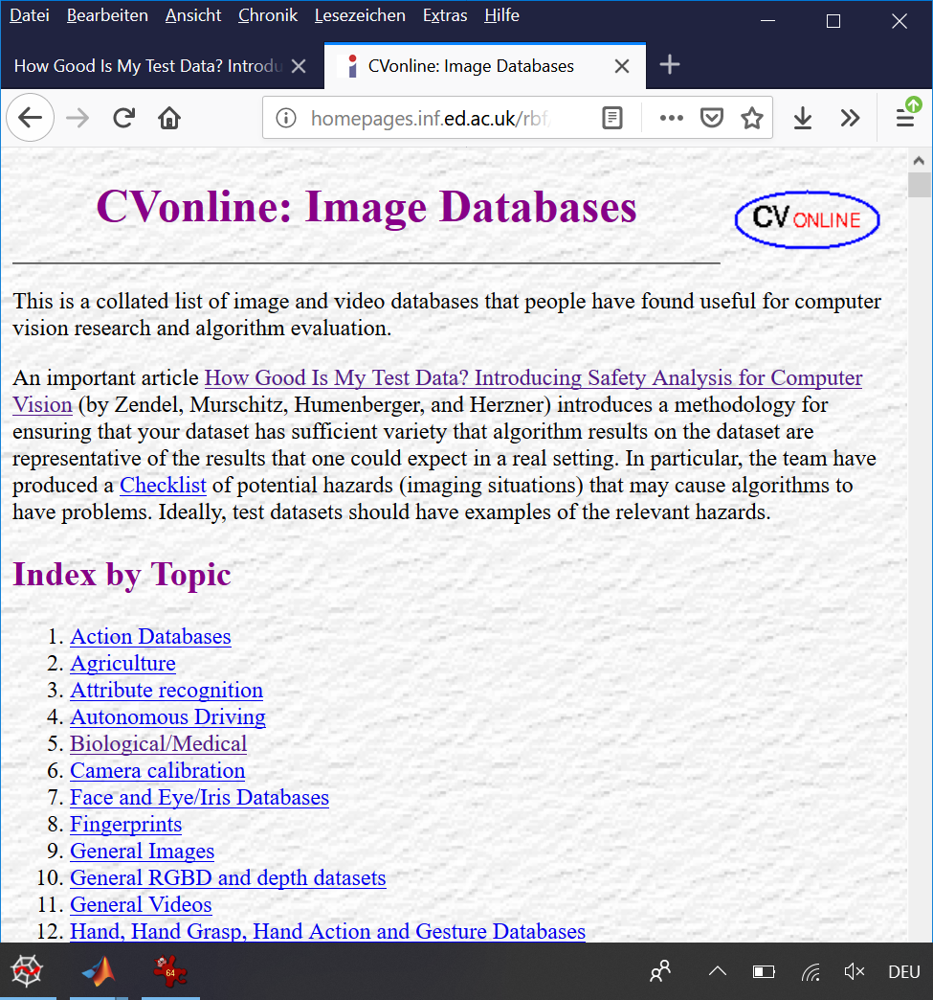 Datei Bearbeiten Ansicht Chronik Lesezeichen Extras Hilfe
How Good Is My Test Data? Introdu
CVonline: Image Databases
homepages.inf.ed.ac.uk/rbf/
CVonline: Image Databases
CV ONLINE
This is a collated list of image and video databases that people have found useful for computer
vision research and algorithm evaluation.
An important article How Good Is My Test Data? Introducing Safety Analysis for Computer
Vision (by Zendel, Murschitz, Humenberger, and Herzner) introduces a methodology for
ensuring that your dataset has sufficient variety that algorithm results on the dataset are
representative of the results that one could expect in a real setting. In particular, the team have
produced a Checklist of potential hazards (imaging situations) that may cause algorithms to
have problems. Ideally, test datasets should have examples of the relevant hazards.
Index by Topic
1. Action Databases
2. Agriculture
3. Attribute recognition
4. Autonomous Driving
5. Biological/Medical
6. Camera calibration
7. Face and Eye/Iris Databases
8. Fingerprints
9. General Images
10. General RGBD and depth datasets
11. General Videos
12. Hand, Hand Grasp, Hand Action and Gesture Databases
64
DEU